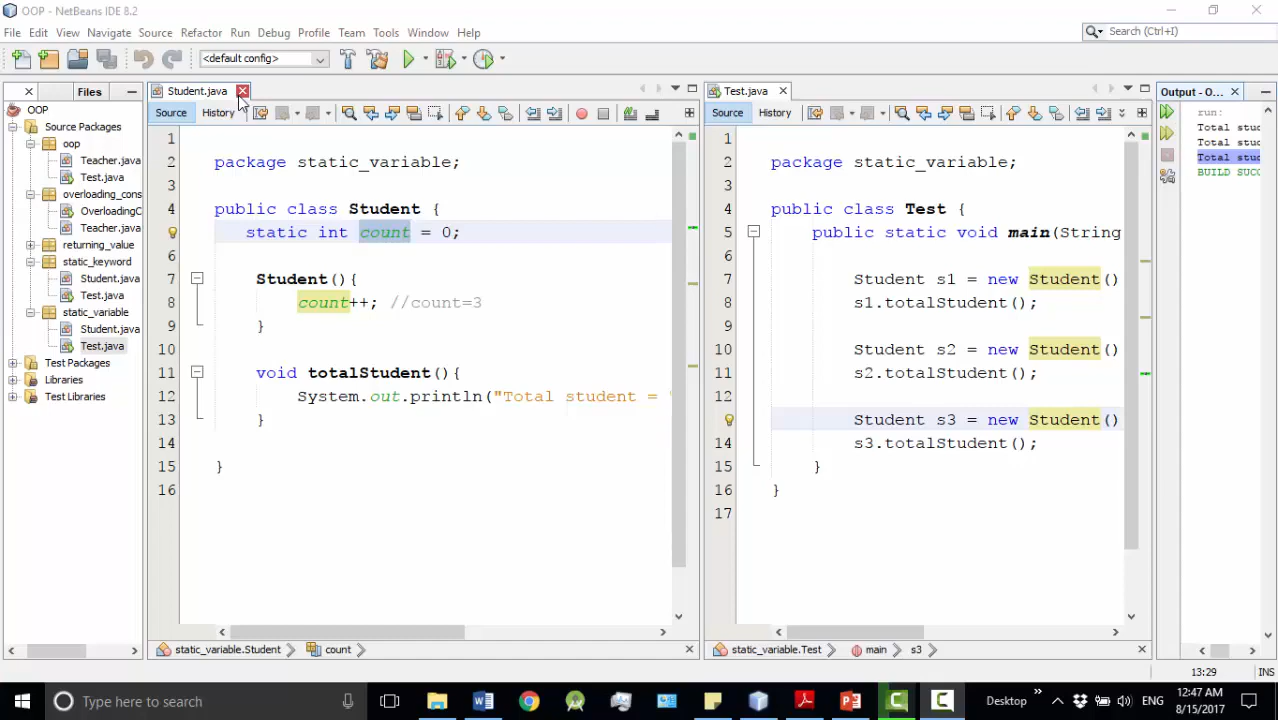 OOP - NetBeans IDE 8.2
File Edit View Navigate Source Refactor Run Debug Profile Team Tools Window Help
Search (Ctrl+I)
<default config>
Files
OOP
Source Packages
oop
Teacher.java
Test.java
overloading_cons
OverloadingC
Teacher.java
returning_value
static_keyword
Student.java
Test.java
static_variable
Student.java
Test.java
Test Packages
Libraries
Test Libraries
Student.java
Source History
1
2 package static_variable;
3
4 public class Student {
static int count = 0;
6
7 Student(){
8 count++; //count=3
9 }
10
11 void totalStudent(){
12 System.out.println("Total student = "
13 }
14
15 }
16
static_variable.Student count
Test.java
Source History
1
2 package static_variable;
3
4 public class Test {
5 public static void main(String
6
7 Student s1 = new Student()
8 s1.totalStudent();
9
10 Student s2 = new Student()
11 s2.totalStudent();
12
Student s3 = new Student()
14 s3.totalStudent();
15 }
16 }
17
static_variable.Test main s3
Output - O...
run:
Total stud
Total stud
Total stud
BUILD SUCC
13:29 INS
Type here to search
Desktop
ENG
12:47 AM
8/15/2017